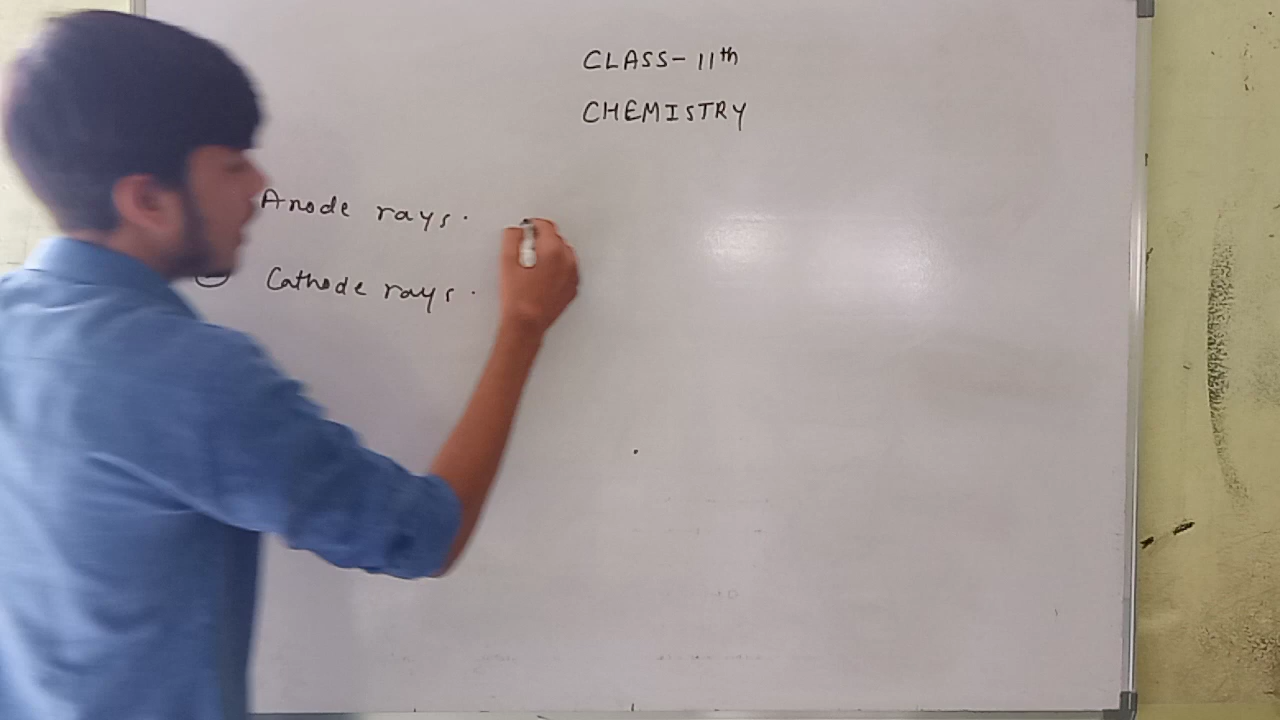 CLASS-11th
CHEMISTRY
Anode rays.
Cathode rays.